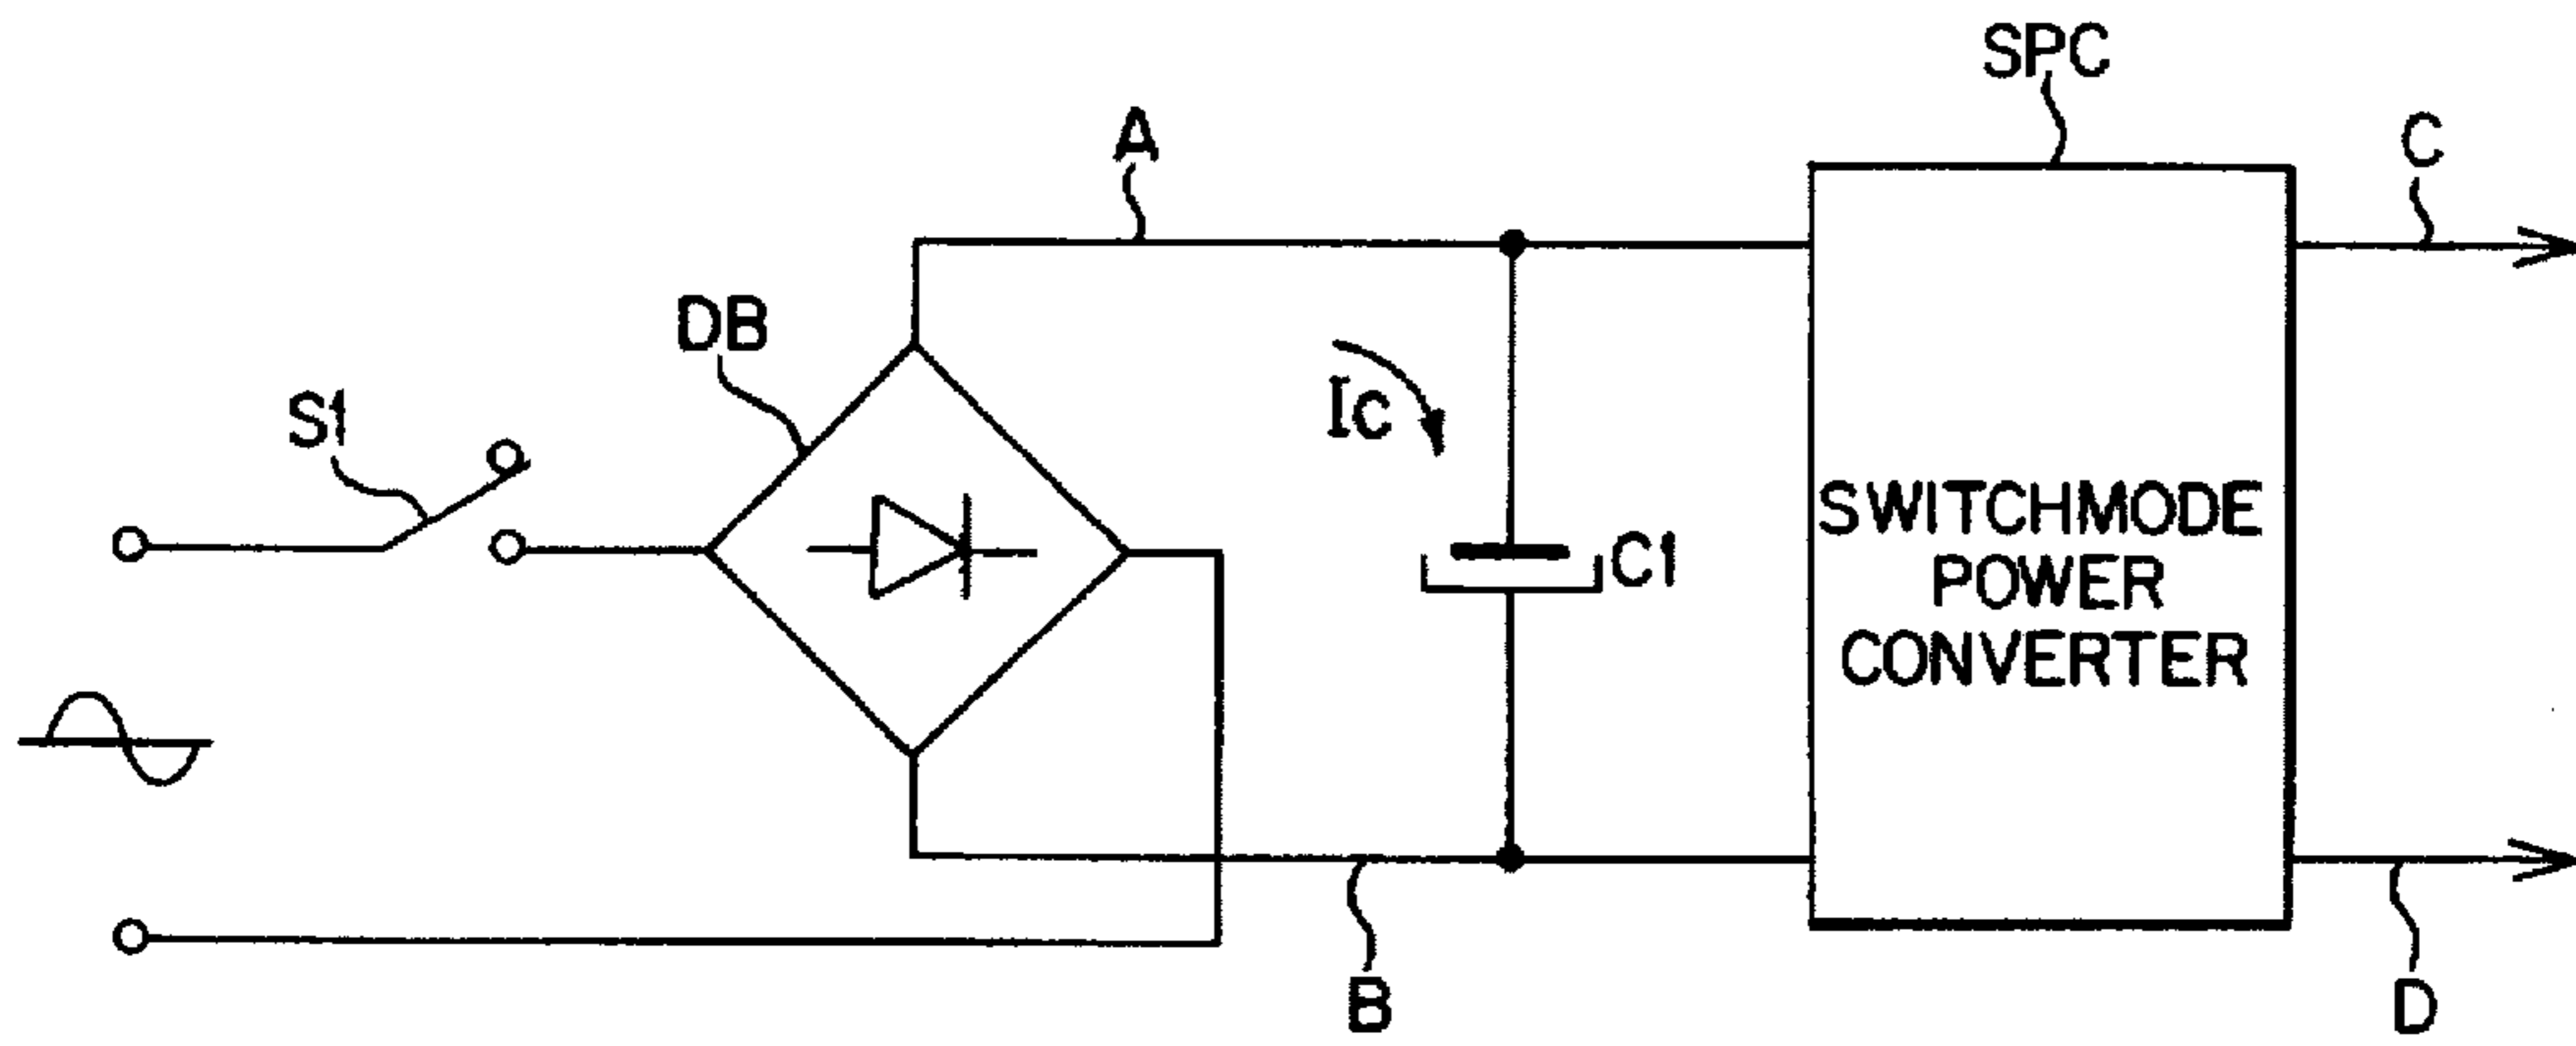 SPC
A
C
DB
S1
Ic
C1
SWITCHMODE
POWER
CONVERTER
B
D